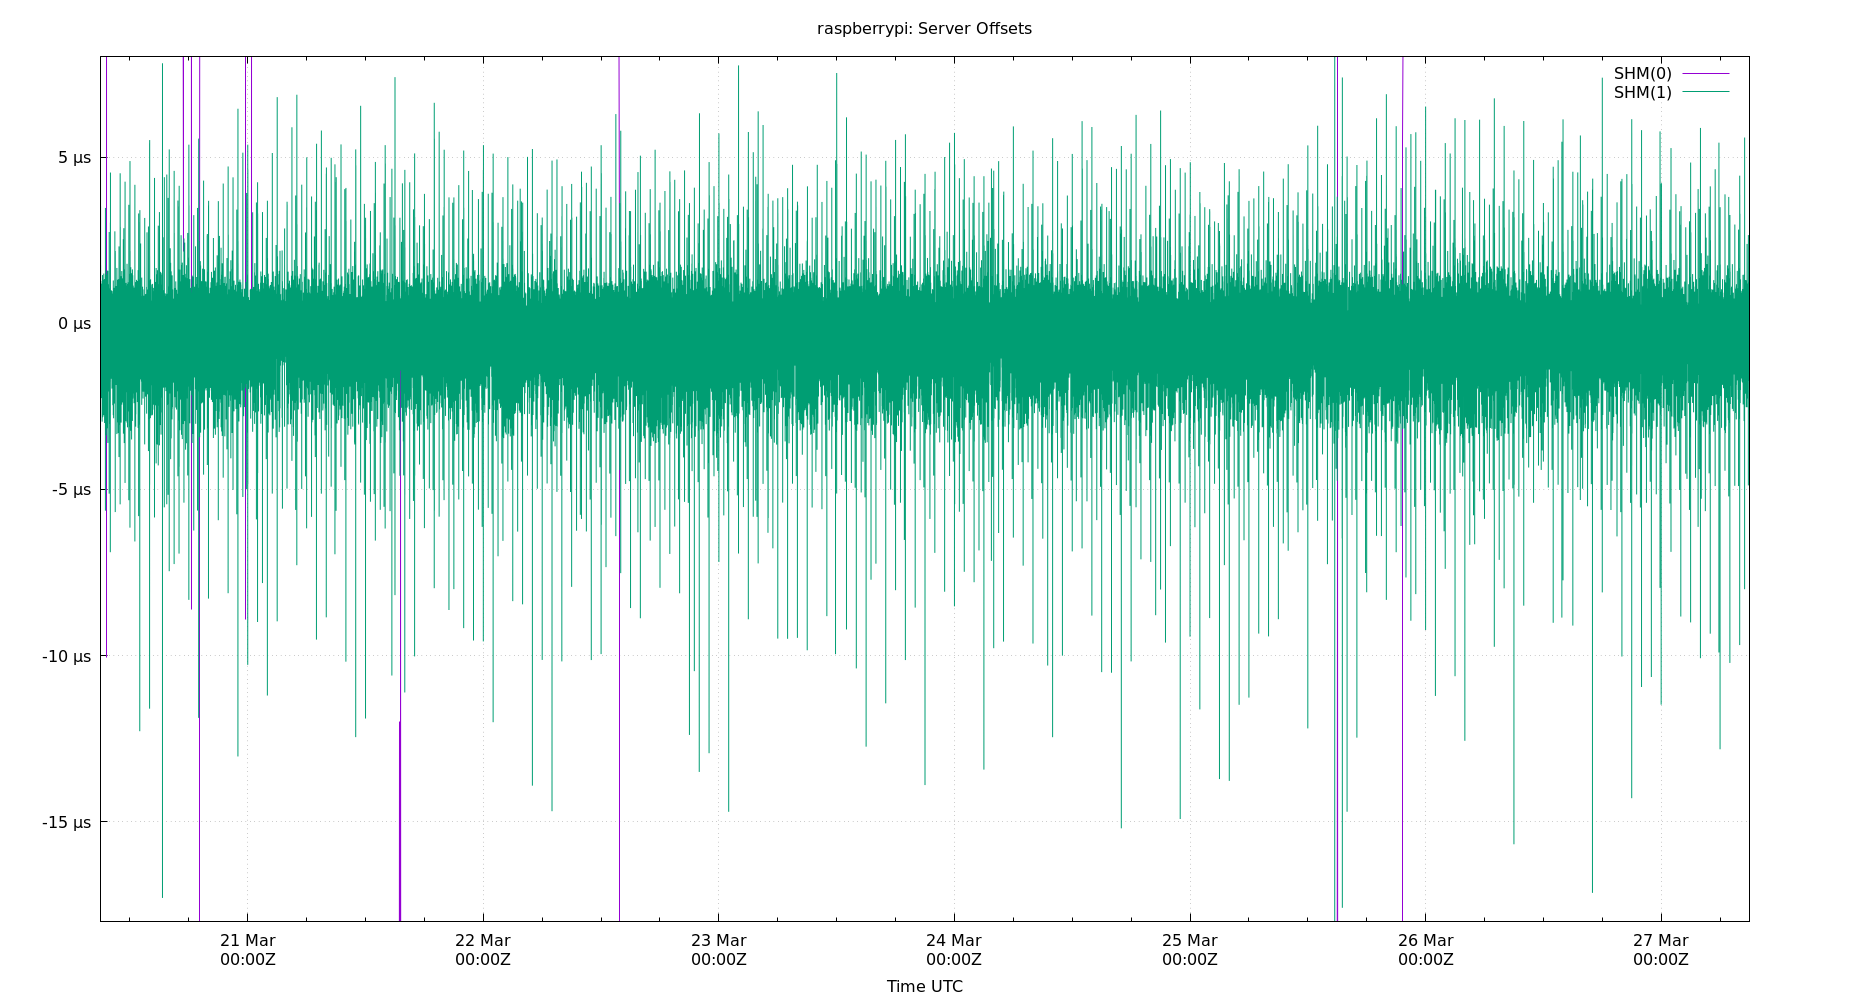 raspberrypi: Server Offsets
SHM(0)
SHM(1)
5 µs
0 µs
-5 µs
-10 µs
-15 µs
21 Mar
00:00Z
22 Mar
00:00Z
23 Mar
00:00Z
24 Mar
00:00Z
25 Mar
00:00Z
26 Mar
00:00Z
27 Mar
00:00Z
Time UTC